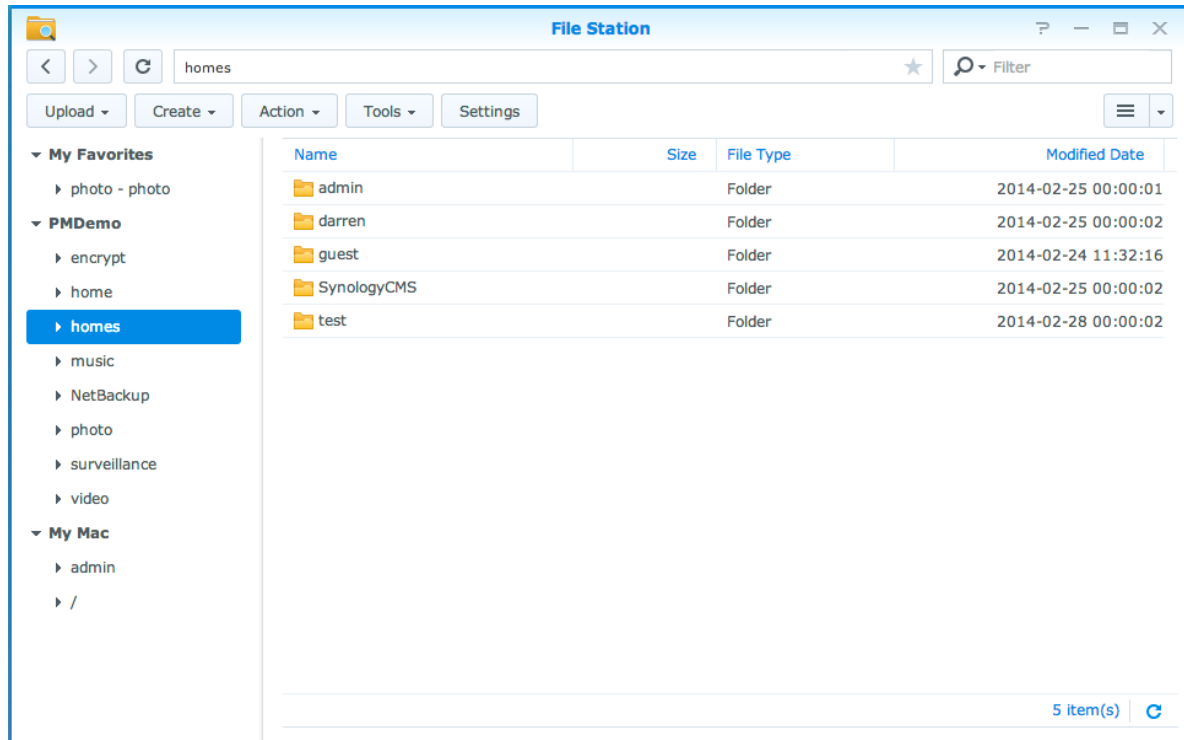 File Station
homes
Filter
Upload Create Action Tools Settings
My Favorites
photo - photo
PMDemo
encrypt
home
homes
music
NetBackup
photo
surveillance
video
My Mac
admin
/
Name Size File Type Modified Date
admin Folder 2014-02-25 00:00:01
darren Folder 2014-02-25 00:00:02
guest Folder 2014-02-24 11:32:16
SynologyCMS Folder 2014-02-25 00:00:02
test Folder 2014-02-28 00:00:02
5 item(s)